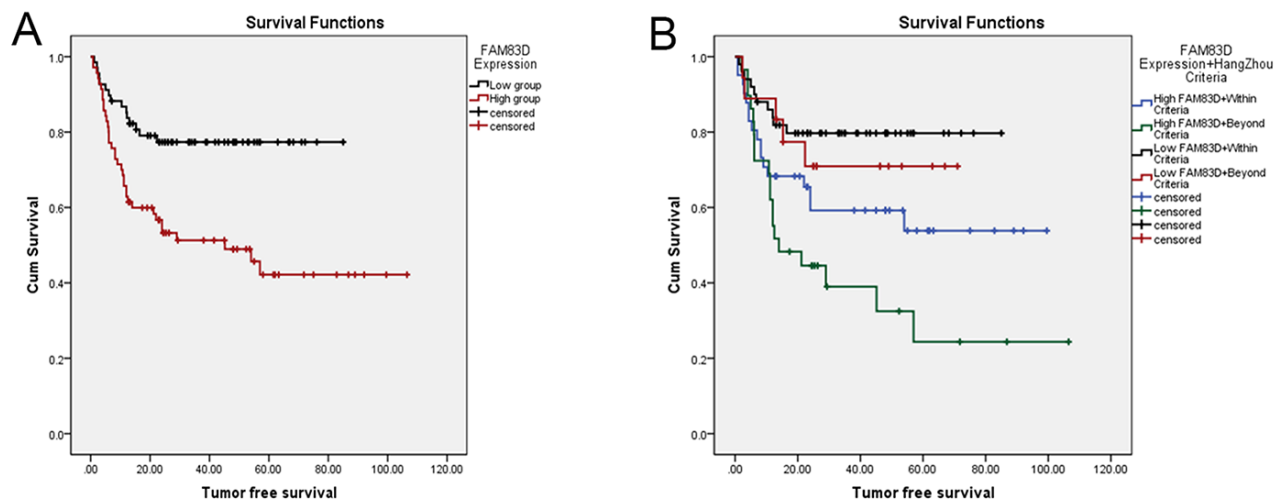 A
Survival Functions
FAM83D
Expression
Low group
High group
censored
censored
Cum Survival
1.0
0.8
0.6
0.4
0.2
0.0
.00 20.00 40.00 60.00 80.00 100.00 120.00
Tumor free survival
B
Survival Functions
FAM83D
Expression+HangZhou
Criteria
High FAM83D+Within
Criteria
High FAM83D+Beyond
Criteria
Low FAM83D+Within
Criteria
Low FAM83D+Beyond
Criteria
censored
censored
censored
censored
Cum Survival
1.0
0.8
0.6
0.4
0.2
0.0
.00 20.00 40.00 60.00 80.00 100.00 120.00
Tumor free survival